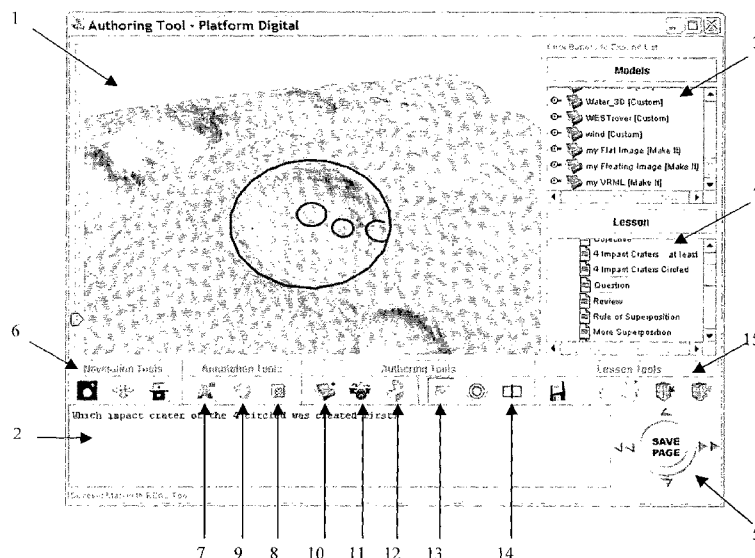 1
Authoring Tool - Platform Digital
Models
Water_3D [Custom]
WESTrover [Custom]
wind [Custom]
my Flat Image [Make It]
my Floating Image [Make It]
my VRML [Make It]
Lesson
Objective
4 Impact Craters at least
4 Impact Craters Circled
Question
Review
Rule of Superposition
More Superposition
6
Navigation Tools
Annotation Tools
Authoring Tools
Lesson Tools
15
2
Which impact crater of the 4 circled was created first?
SAVE
PAGE
7
9
8
10
11
12
13
14